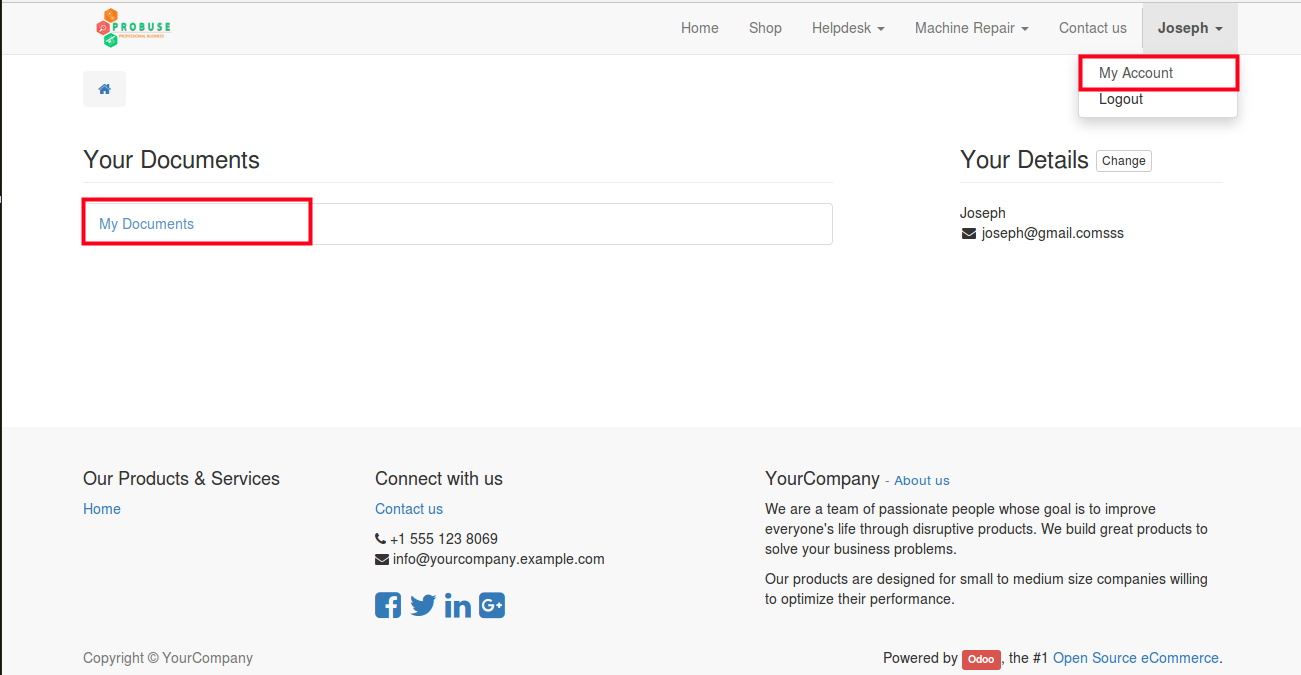 PROBUSE
PROFESSIONAL BUSINESS
Home Shop Helpdesk Machine Repair Contact us Joseph
My Account
Logout
Your Documents
My Documents
Your Details Change
Joseph
joseph@gmail.comsss
Our Products & Services
Home
Connect with us
Contact us
+1 555 123 8069
info@yourcompany.example.com
YourCompany - About us
We are a team of passionate people whose goal is to improve
everyone's life through disruptive products. We build great products to
solve your business problems.
Our products are designed for small to medium size companies willing
to optimize their performance.
Copyright © YourCompany
Powered by Odoo, the #1 Open Source eCommerce.